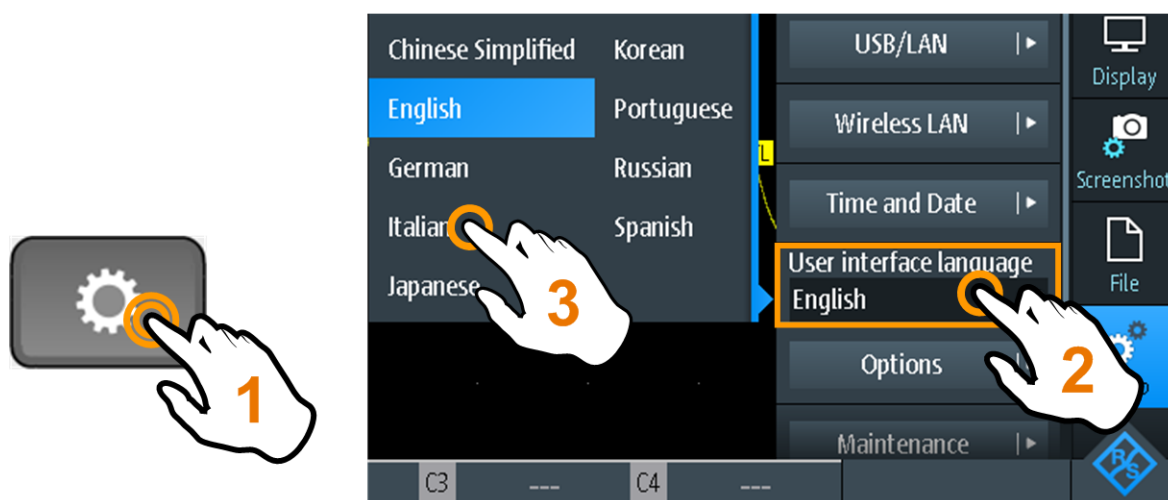 Chinese Simplified
Korean
English
Portuguese
German
Russian
Italian
Spanish
Japanese
USB/LAN
Wireless LAN
Time and Date
User interface language
English
Options
Maintenance
Display
Screenshot
File
1
2
3
C3
---
C4
---
R&S